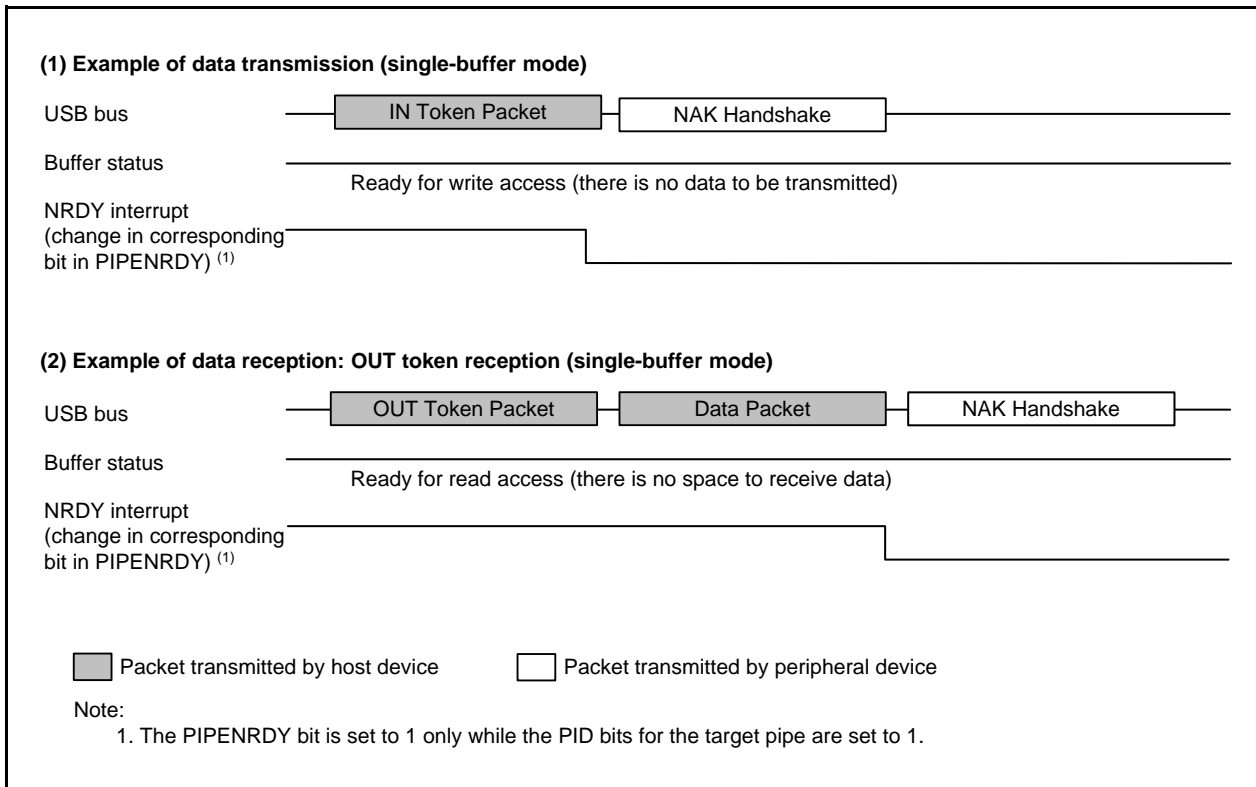 (1) Example of data transmission (single-buffer mode)
USB bus
IN Token Packet
NAK Handshake
Buffer status
Ready for write access (there is no data to be transmitted)
NRDY interrupt
(change in corresponding
bit in PIPENRDY) (1)
(2) Example of data reception: OUT token reception (single-buffer mode)
USB bus
OUT Token Packet
Data Packet
NAK Handshake
Buffer status
Ready for read access (there is no space to receive data)
NRDY interrupt
(change in corresponding
bit in PIPENRDY) (1)
Packet transmitted by host device
Packet transmitted by peripheral device
Note:
1. The PIPENRDY bit is set to 1 only while the PID bits for the target pipe are set to 1.